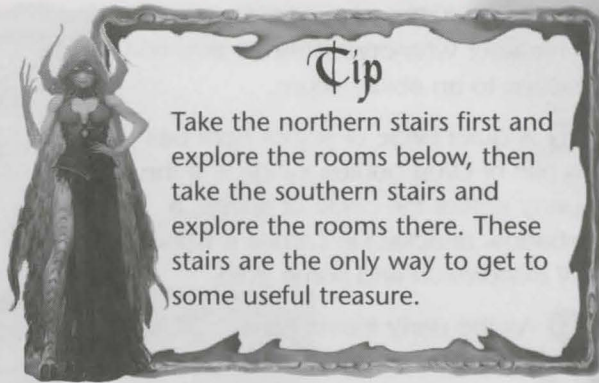 Tip
Take the northern stairs first and
explore the rooms below, then
take the southern stairs and
explore the rooms there. These
stairs are the only way to get to
some useful treasure.